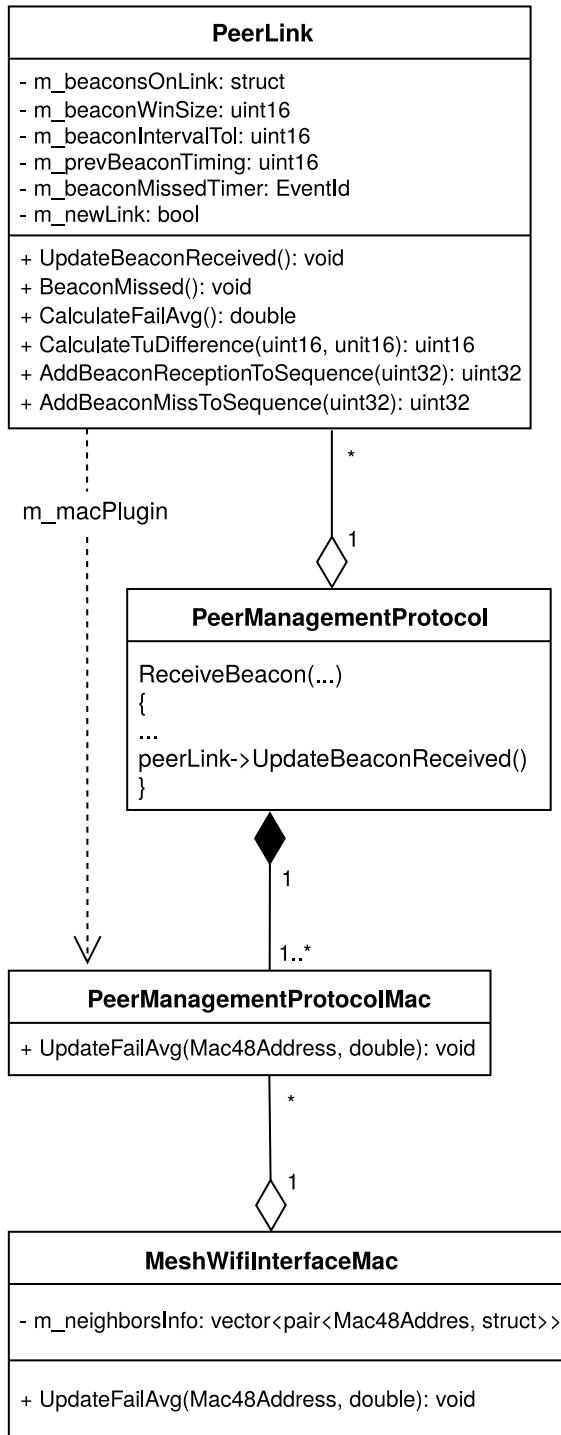 PeerLink
- m_beaconsOnLink: struct
- m_beaconWinSize: uint16
- m_beaconIntervalTol: uint16
- m_prevBeaconTiming: uint16
- m_beaconMissedTimer: EventId
- m_newLink: bool
+ UpdateBeaconReceived(): void
+ BeaconMissed(): void
+ CalculateFailAvg(): double
+ CalculateTuDifference(uint16, unit16): uint16
+ AddBeaconReceptionToSequence(uint32): uint32
+ AddBeaconMissToSequence(uint32): uint32
*
m_macPlugin
1
PeerManagementProtocol
ReceiveBeacon(...)
{
...
peerLink->UpdateBeaconReceived()
}
1
1..*
PeerManagementProtocolMac
+ UpdateFailAvg(Mac48Address, double): void
*
1
MeshWifiInterfaceMac
- m_neighborsInfo: vector<pair<Mac48Addres, struct>>
+ UpdateFailAvg(Mac48Address, double): void